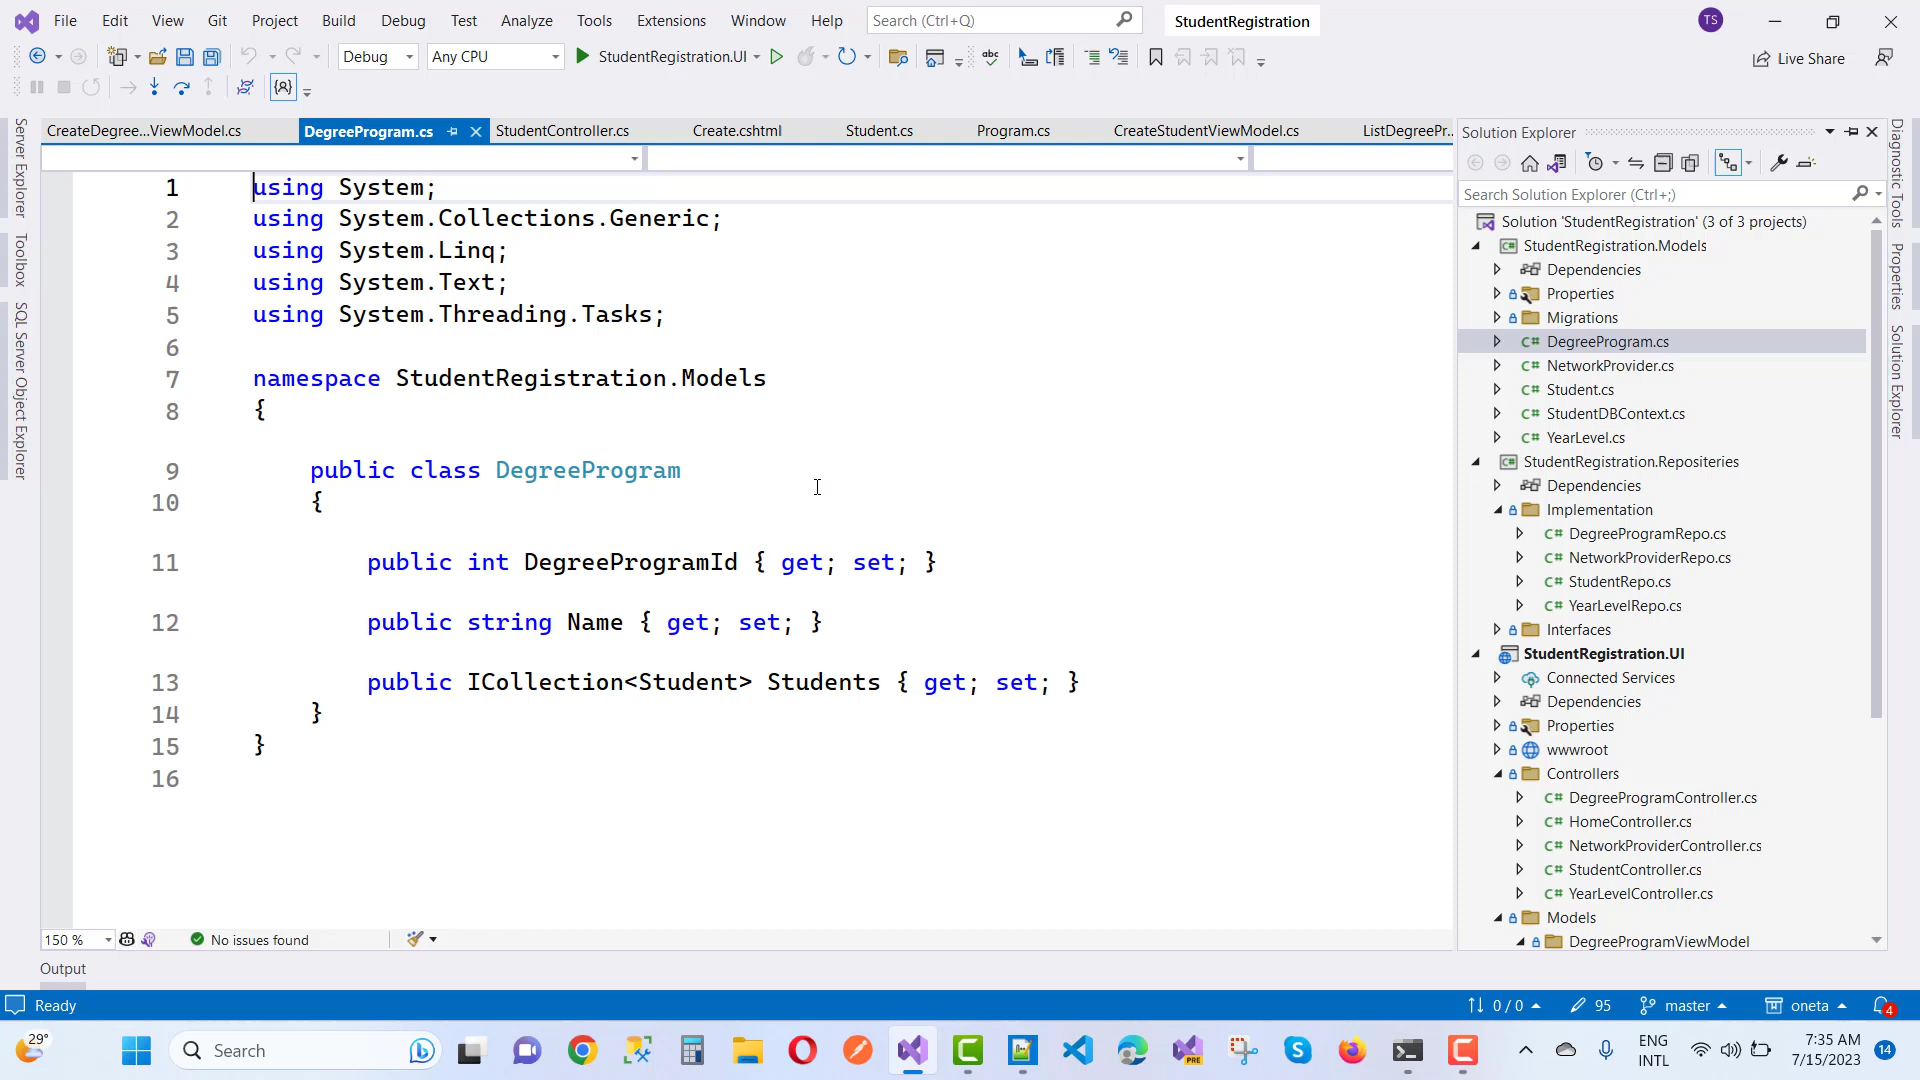 File Edit View Git Project Build Debug Test Analyze Tools Extensions Window Help Search (Ctrl+Q) StudentRegistration TS
Debug Any CPU StudentRegistration.UI Live Share
CreateDegree...ViewModel.cs DegreeProgram.cs StudentController.cs Create.cshtml Student.cs Program.cs CreateStudentViewModel.cs ListDegreePr...
Server Explorer
Toolbox
SQL Server Object Explorer
1 using System;
2 using System.Collections.Generic;
3 using System.Linq;
4 using System.Text;
5 using System.Threading.Tasks;
6
7 namespace StudentRegistration.Models
8 {
9 public class DegreeProgram
10 {
11 public int DegreeProgramId { get; set; }
12 public string Name { get; set; }
13 public ICollection<Student> Students { get; set; }
14 }
15 }
16
150 % No issues found
Output
Solution Explorer
Search Solution Explorer (Ctrl+;)
Solution 'StudentRegistration' (3 of 3 projects)
C# StudentRegistration.Models
Dependencies
Properties
Migrations
C# DegreeProgram.cs
C# NetworkProvider.cs
C# Student.cs
C# StudentDBContext.cs
C# YearLevel.cs
C# StudentRegistration.Repositeries
Dependencies
Implementation
C# DegreeProgramRepo.cs
C# NetworkProviderRepo.cs
C# StudentRepo.cs
C# YearLevelRepo.cs
Interfaces
StudentRegistration.UI
Connected Services
Dependencies
Properties
wwwroot
Controllers
C# DegreeProgramController.cs
C# HomeController.cs
C# NetworkProviderController.cs
C# StudentController.cs
C# YearLevelController.cs
Models
DegreeProgramViewModel
Diagnostic Tools
Properties
Solution Explorer
Ready 0 / 0 95 master oneta 4
29° Search PRE ENG INTL 7:35 AM 7/15/2023 14